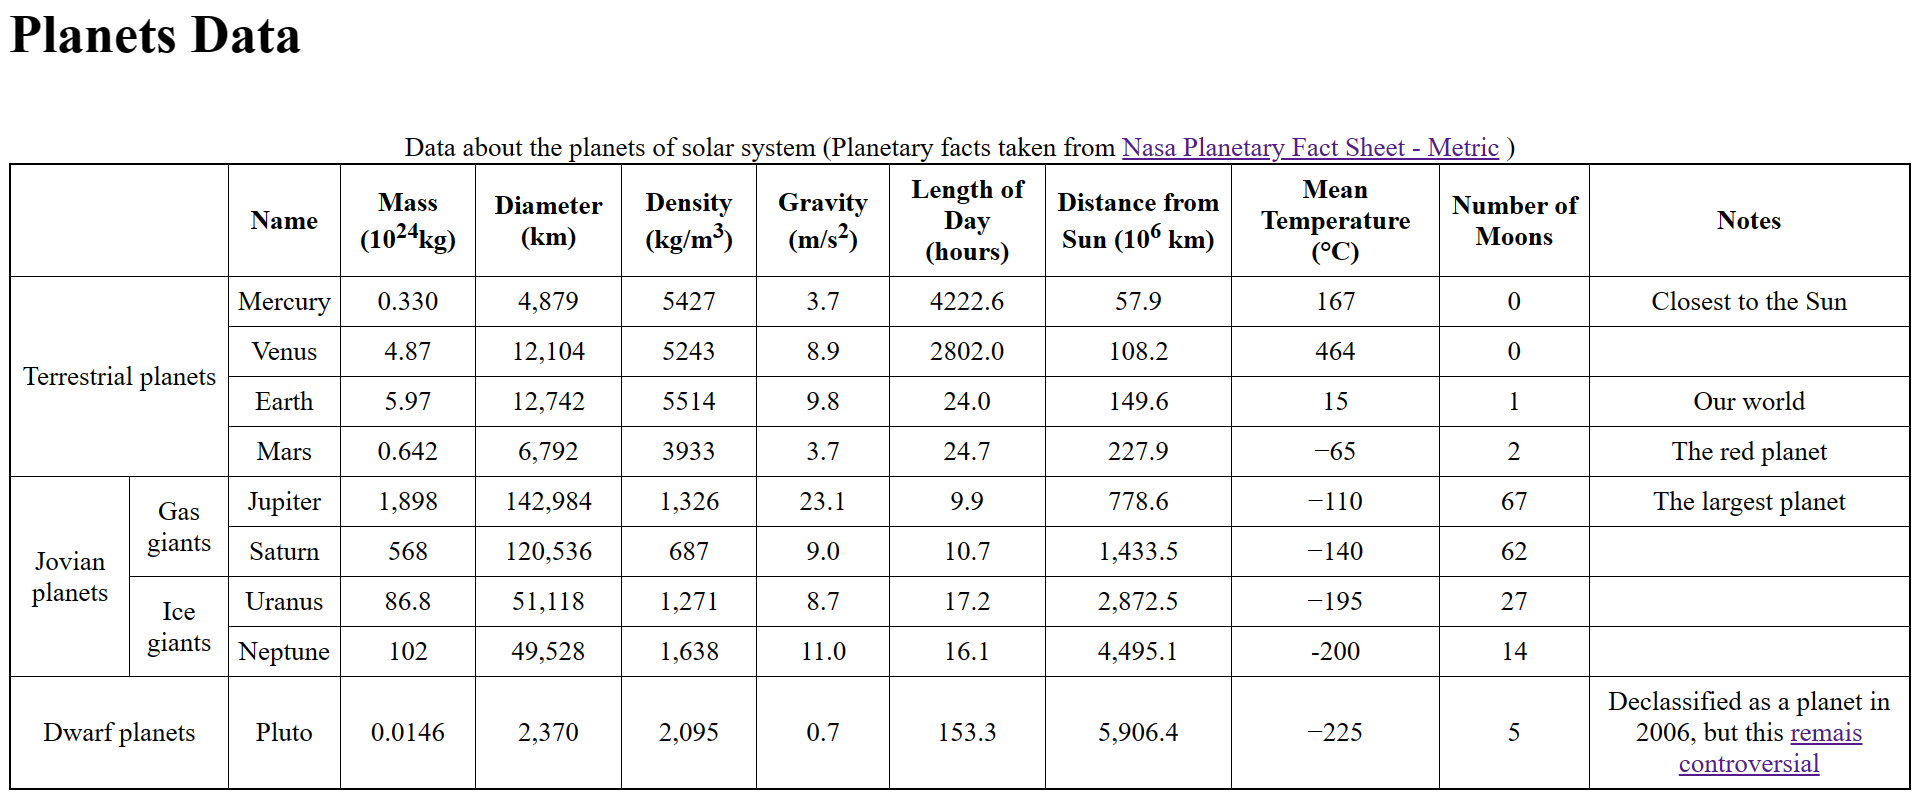 Planets Data
Data about the planets of solar system (Planetary facts taken from Nasa Planetary Fact Sheet - Metric )
Name Mass (10²⁴kg) Diameter (km) Density (kg/m³) Gravity (m/s²) Length of Day (hours) Distance from Sun (10⁶ km) Mean Temperature (°C) Number of Moons Notes
Terrestrial planets Mercury 0.330 4,879 5427 3.7 4222.6 57.9 167 0 Closest to the Sun
Venus 4.87 12,104 5243 8.9 2802.0 108.2 464 0
Earth 5.97 12,742 5514 9.8 24.0 149.6 15 1 Our world
Mars 0.642 6,792 3933 3.7 24.7 227.9 −65 2 The red planet
Jovian planets Gas giants Jupiter 1,898 142,984 1,326 23.1 9.9 778.6 −110 67 The largest planet
Saturn 568 120,536 687 9.0 10.7 1,433.5 −140 62
Ice giants Uranus 86.8 51,118 1,271 8.7 17.2 2,872.5 −195 27
Neptune 102 49,528 1,638 11.0 16.1 4,495.1 -200 14
Dwarf planets Pluto 0.0146 2,370 2,095 0.7 153.3 5,906.4 −225 5 Declassified as a planet in 2006, but this remais controversial